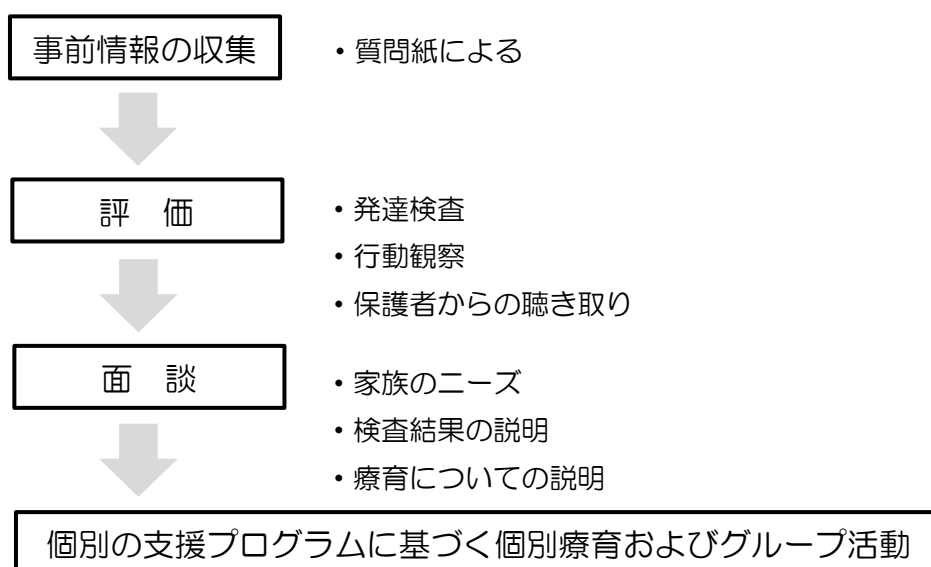 事前情報の収集
・質問紙による
評　価
・発達検査
・行動観察
・保護者からの聴き取り
面　談
・家族のニーズ
・検査結果の説明
・療育についての説明
個別の支援プログラムに基づく個別療育およびグループ活動